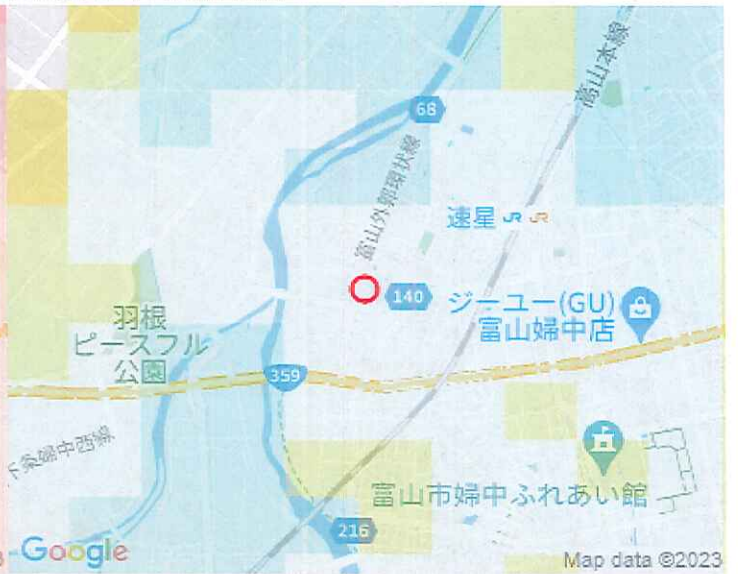 68
高山本線
富山外郭環状線
速星
140
ジーユー(GU)
富山婦中店
羽根
ピースフル
公園
359
下条婦中西線
富山市婦中ふれあい館
216
Google
Map data ©2023